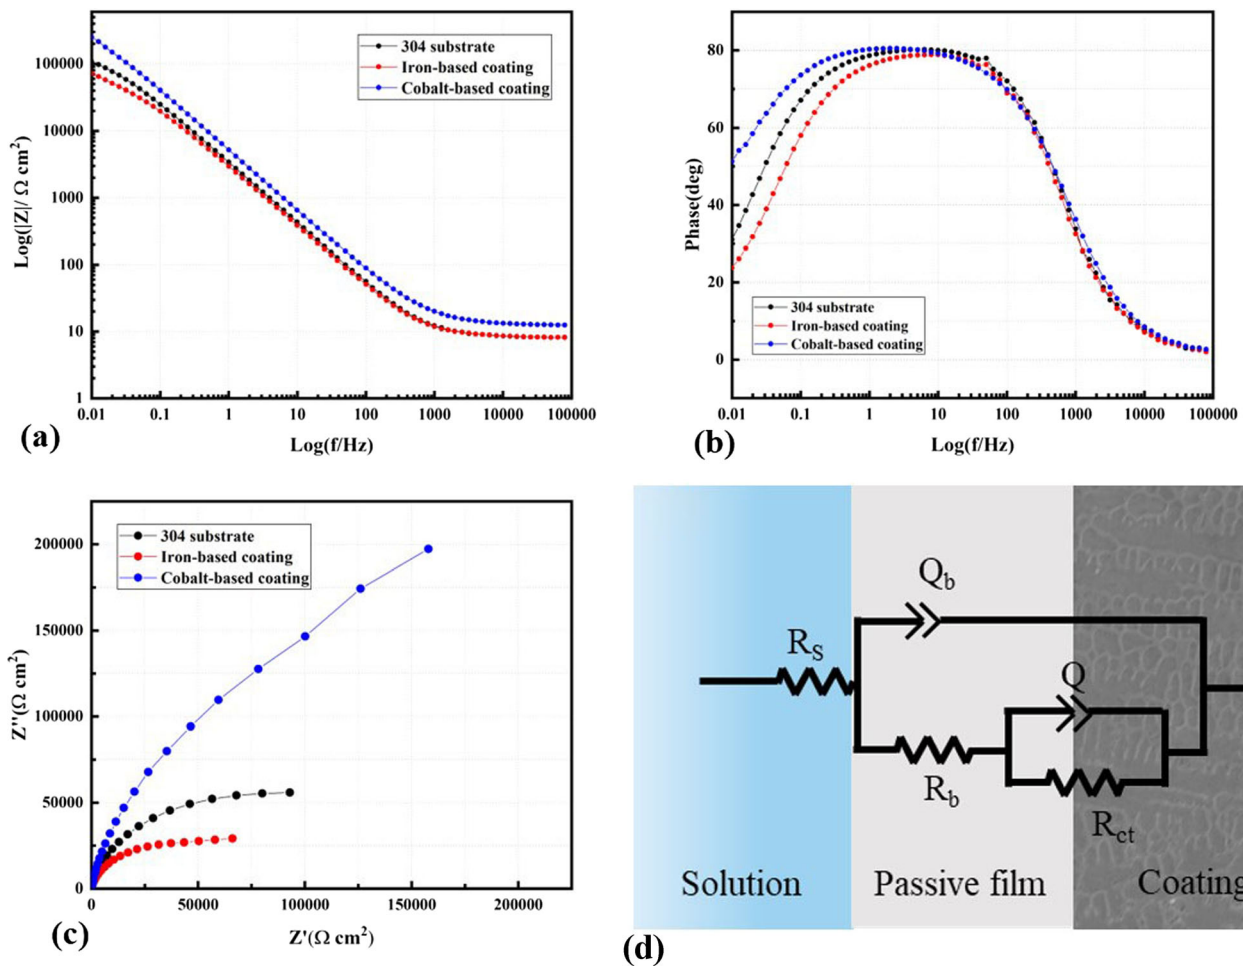 304 substrate
Iron-based coating
Cobalt-based coating
Log(|Z|/ Ω cm²)
100000
10000
1000
100
10
1
0.01 0.1 1 10 100 1000 10000 100000
Log(f/Hz)
(a)
304 substrate
Iron-based coating
Cobalt-based coating
Phase(deg)
80
60
40
20
0
0.01 0.1 1 10 100 1000 10000 100000
Log(f/Hz)
(b)
304 substrate
Iron-based coating
Cobalt-based coating
Z''(Ω cm²)
200000
150000
100000
50000
0
0 50000 100000 150000 200000
Z'(Ω cm²)
(c)
Qb
RS
Q
Rb
Rct
Solution Passive film Coating
(d)